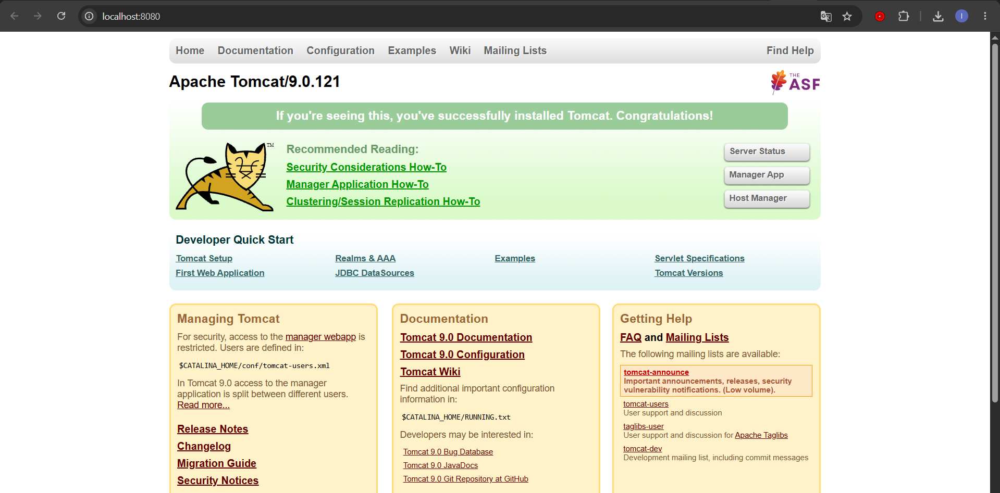 localhost:8080
I
Home Documentation Configuration Examples Wiki Mailing Lists Find Help
Apache Tomcat/9.0.121
THE
ASF
If you're seeing this, you've successfully installed Tomcat. Congratulations!
TM
Recommended Reading:
Security Considerations How-To
Manager Application How-To
Clustering/Session Replication How-To
Server Status
Manager App
Host Manager
Developer Quick Start
Tomcat Setup
First Web Application
Realms & AAA
JDBC DataSources
Examples
Servlet Specifications
Tomcat Versions
Managing Tomcat
For security, access to the manager webapp is
restricted. Users are defined in:
$CATALINA_HOME/conf/tomcat-users.xml
In Tomcat 9.0 access to the manager
application is split between different users.
Read more...
Release Notes
Changelog
Migration Guide
Security Notices
Documentation
Tomcat 9.0 Documentation
Tomcat 9.0 Configuration
Tomcat Wiki
Find additional important configuration
information in:
$CATALINA_HOME/RUNNING.txt
Developers may be interested in:
Tomcat 9.0 Bug Database
Tomcat 9.0 JavaDocs
Tomcat 9.0 Git Repository at GitHub
Getting Help
FAQ and Mailing Lists
The following mailing lists are available:
tomcat-announce
Important announcements, releases, security
vulnerability notifications. (Low volume).
tomcat-users
User support and discussion
taglibs-user
User support and discussion for Apache Taglibs
tomcat-dev
Development mailing list, including commit messages